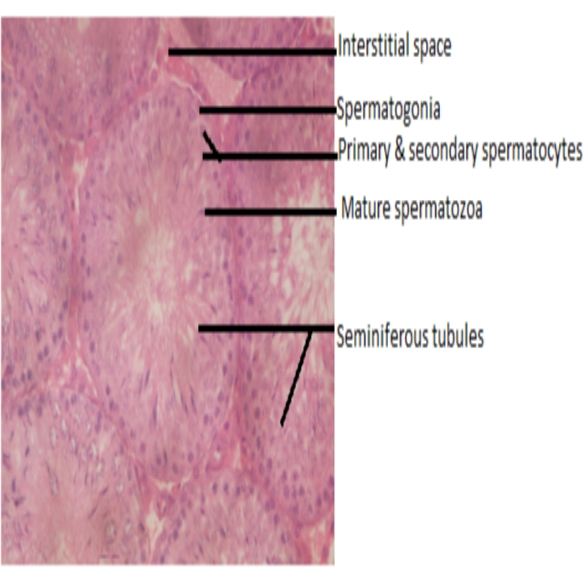 Interstitial space
Spermatogonia
Primary & secondary spermatocytes
Mature spermatozoa
Seminiferous tubules